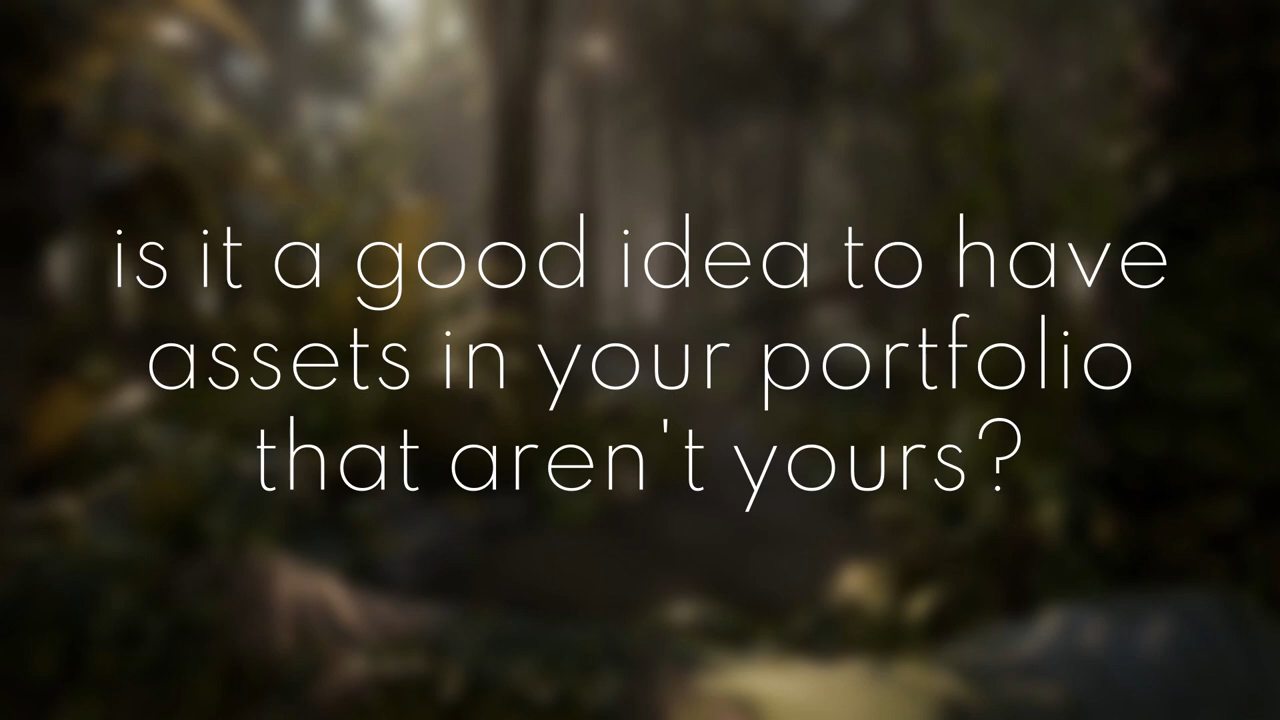 is it a good idea to have
assets in your portfolio
that aren't yours?